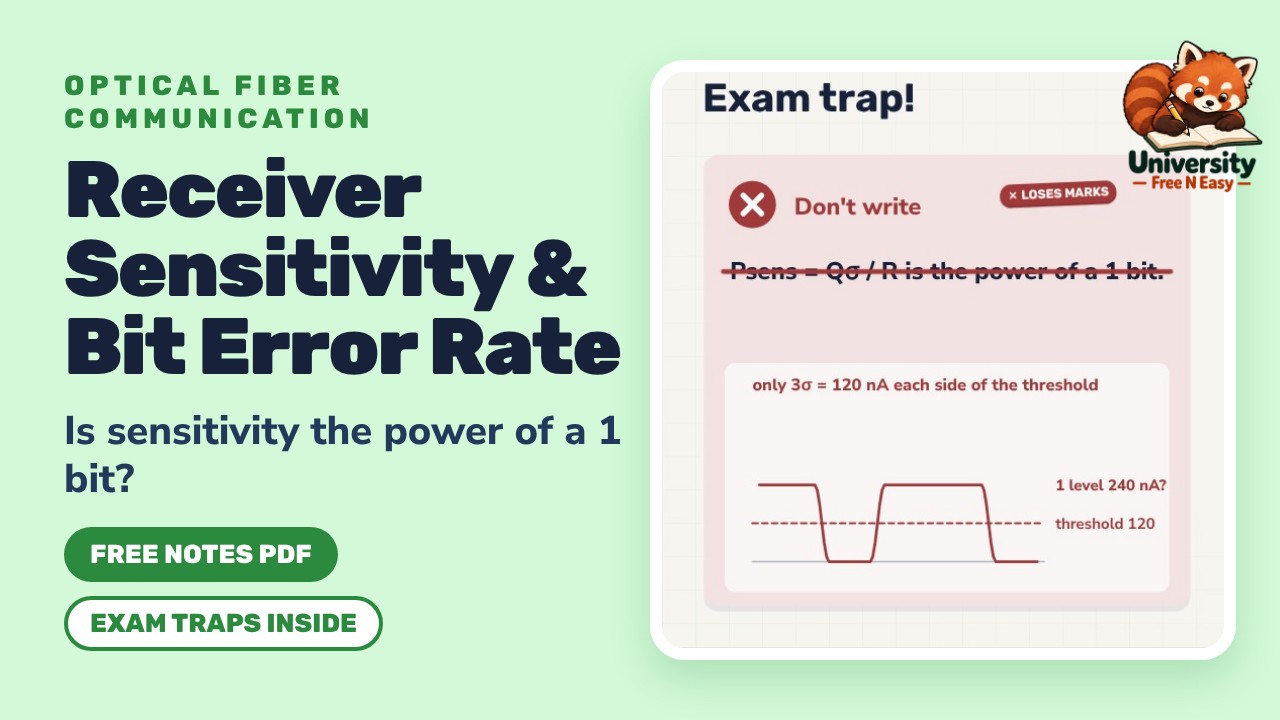 OPTICAL FIBER
COMMUNICATION
Receiver
Sensitivity &
Bit Error Rate
Is sensitivity the power of a 1
bit?
FREE NOTES PDF
EXAM TRAPS INSIDE
Exam trap!
Don't write
× LOSES MARKS
Psens = Qσ / R is the power of a 1 bit.
only 3σ = 120 nA each side of the threshold
1 level 240 nA?
threshold 120
University
Free N Easy